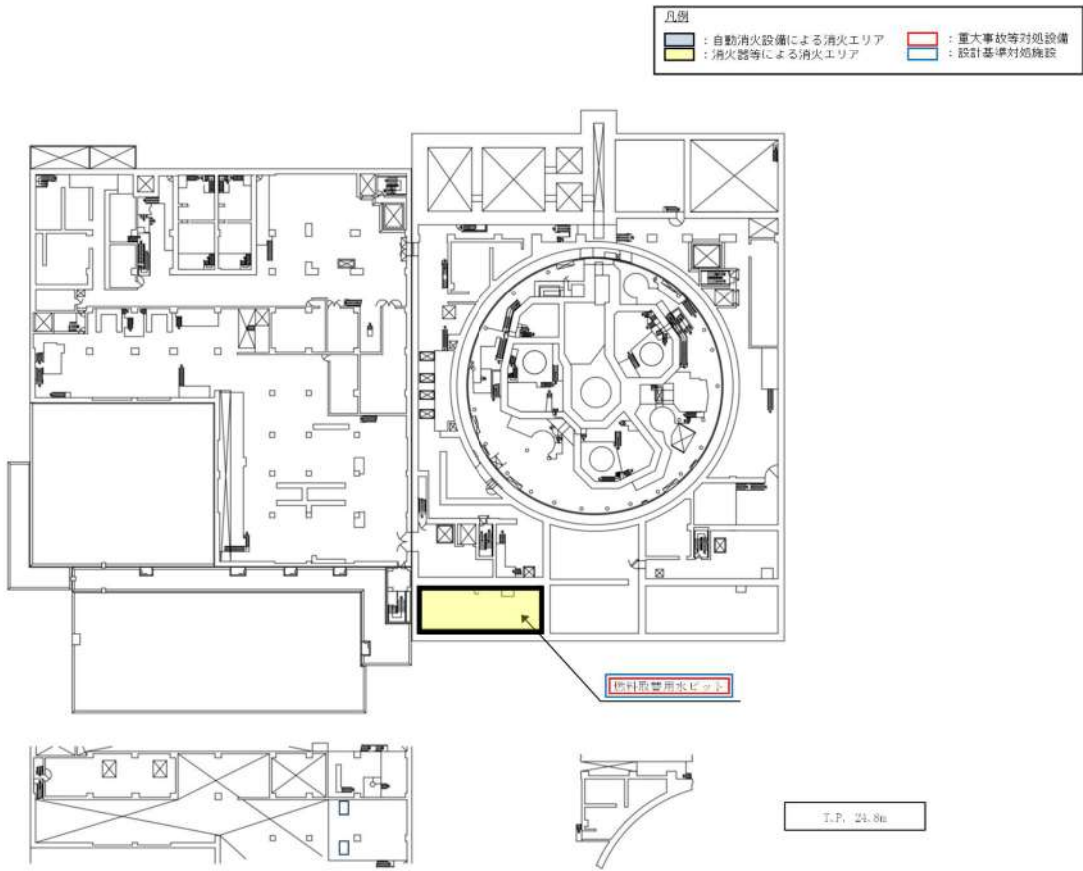 凡例
：自動消火設備による消火エリア
：重大事故等対処設備
：消火器等による消火エリア
：設計基準対処施設
燃料取替用水ピット
T.P. 24.8m